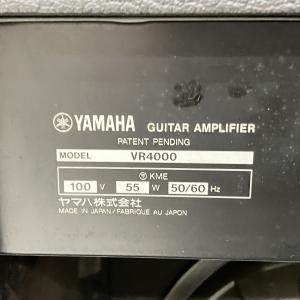 YAMAHA GUITAR AMPLIFIER
PATENT PENDING
MODEL VR4000
Ⓨ KME
100 V 55 W 50/60 Hz
ヤマハ株式会社
MADE IN JAPAN/FABRIQUÉ AU JAPON